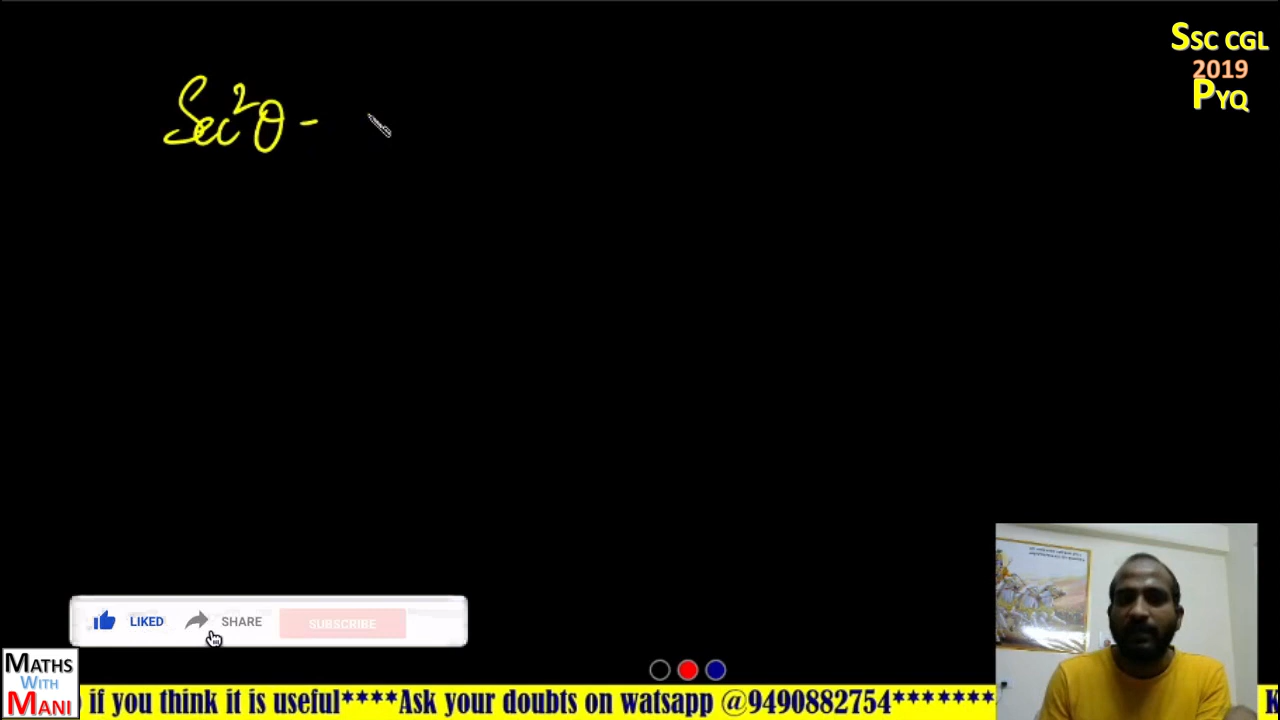 Sec²θ -
SSC CGL
2019
PYQ
LIKED SHARE SUBSCRIBE
MATHS
WITH
MANI
if you think it is useful****Ask your doubts on watsapp @9490882754******* K